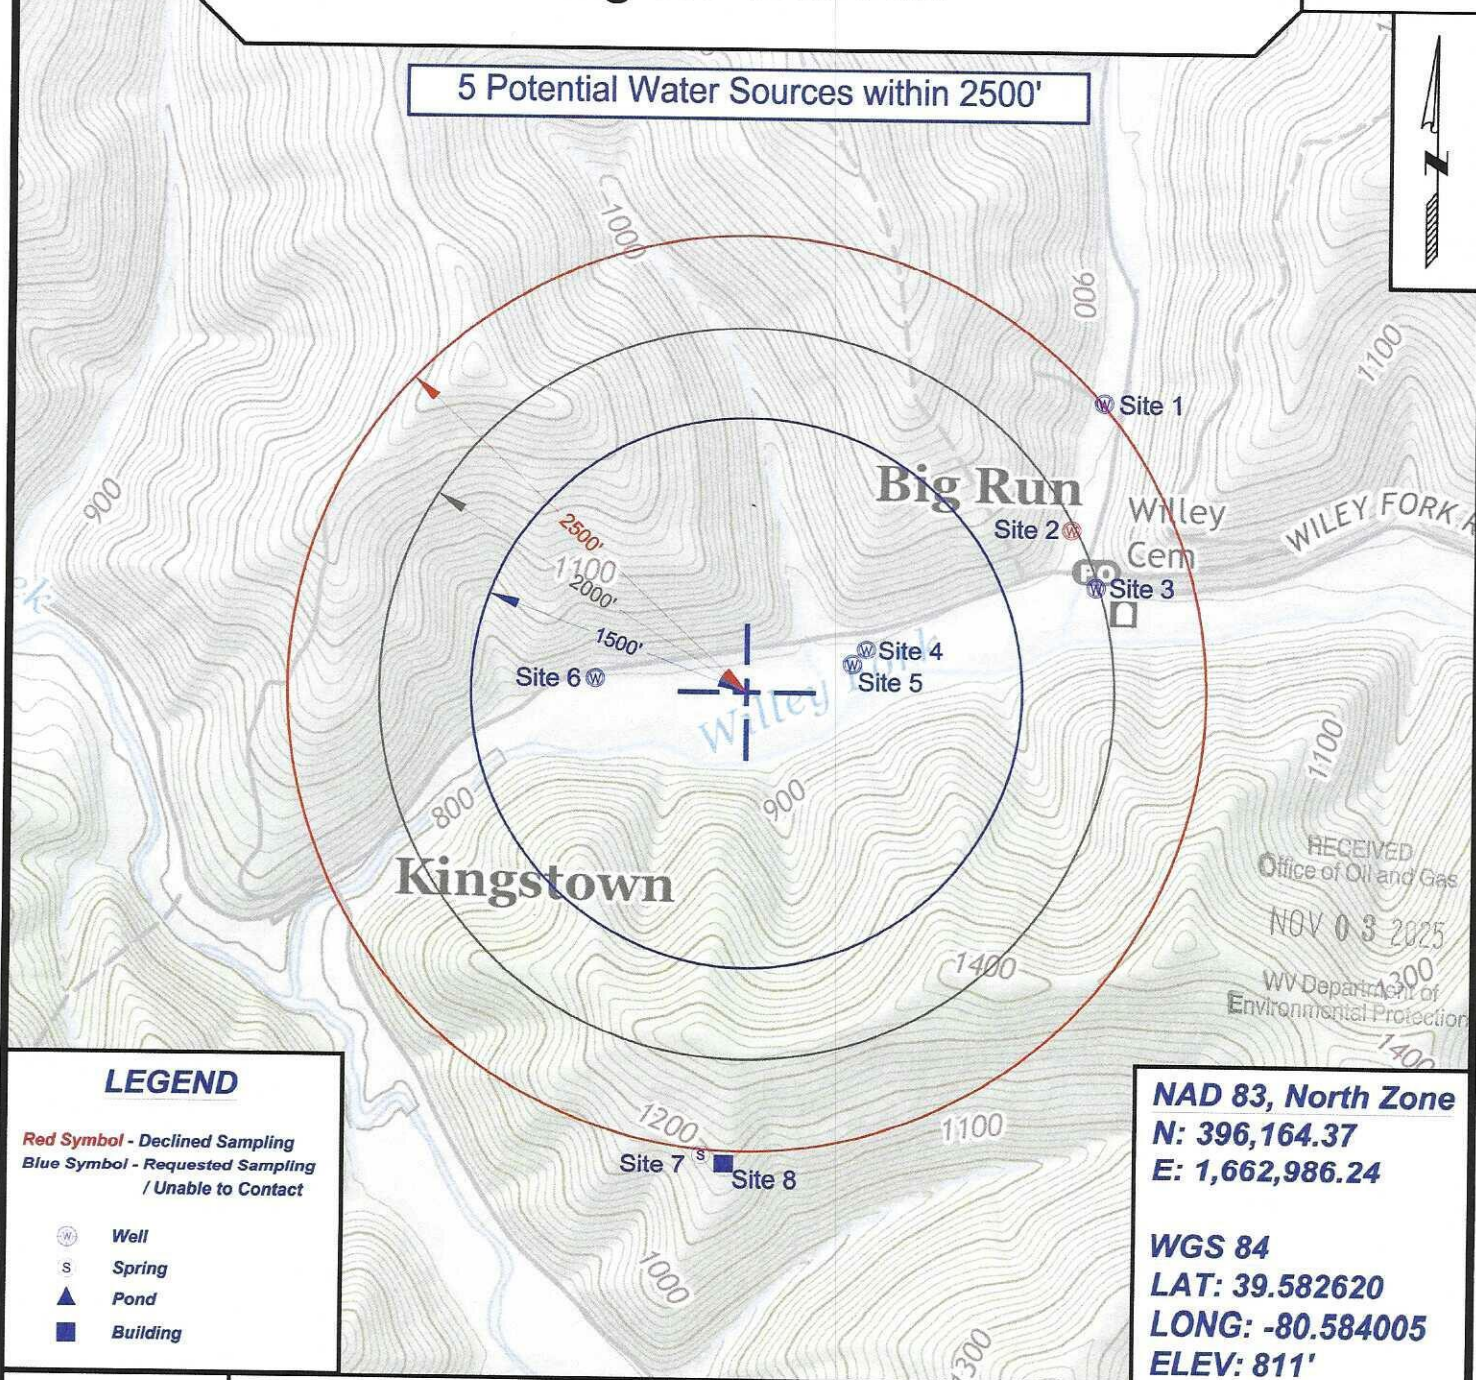 5 Potential Water Sources within 2500'
N
1000
900
1100
Site 1
Big Run
900
Willey
WILEY FORK
Site 2
Cem
2500'
1100
PO
Site 3
2000'
1500'
Site 4
Site 6
Site 5
Willey Fork
1100
800
900
Kingstown
RECEIVED
Office of Oil and Gas
NOV 03 2025
1400
1300
WV Department of
Environmental Protection
1400
LEGEND
Red Symbol - Declined Sampling
Blue Symbol - Requested Sampling
/ Unable to Contact
W Well
S Spring
Pond
Building
1200
1100
Site 7
S
Site 8
1000
1300
NAD 83, North Zone
N: 396,164.37
E: 1,662,986.24
WGS 84
LAT: 39.582620
LONG: -80.584005
ELEV: 811'